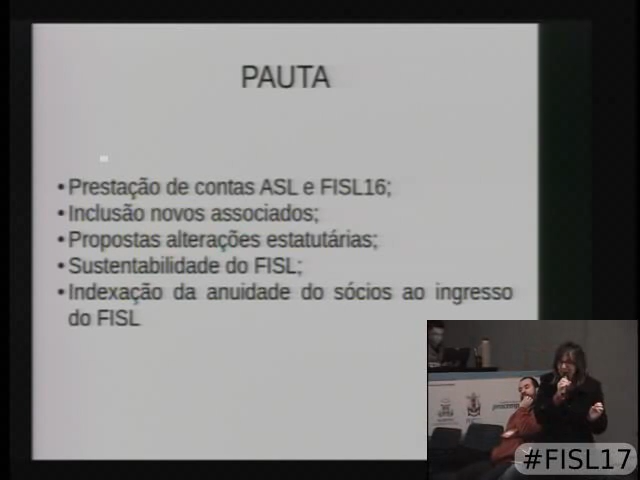 PAUTA
• Prestação de contas ASL e FISL16;
• Inclusão novos associados;
• Propostas alterações estatutárias;
• Sustentabilidade do FISL;
• Indexação da anuidade do sócios ao ingresso
do FISL
#FISL17